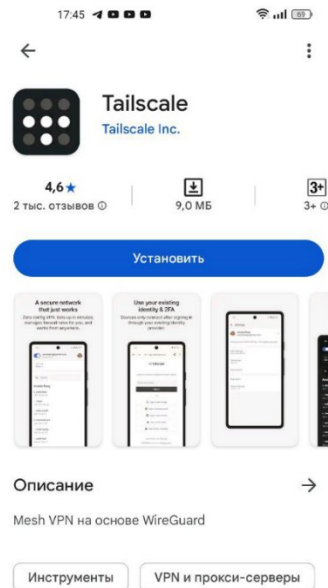 17:45
69
Tailscale
Tailscale Inc.
4,6★
2 тыс. отзывов
9,0 МБ
3+
3+
Установить
A secure network
that just works
Use your existing
identity & 2FA
Описание
Mesh VPN на основе WireGuard
Инструменты
VPN и прокси-серверы